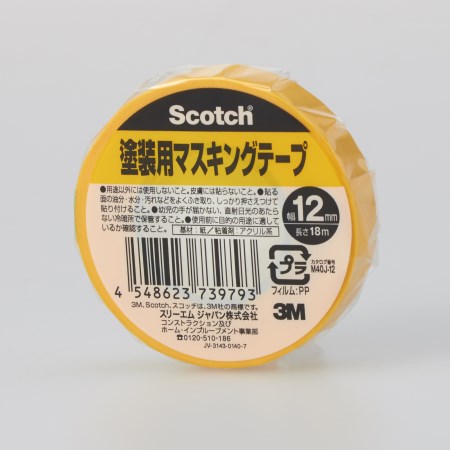 Scotch®
塗装用マスキングテープ
●用途以外には使用しないこと。皮膚には貼らないこと。●貼る
面の油分・水分・汚れなどをよくふき取り、しっかり押さえつけて
貼り付けること。●幼児の手が届かない、直射日光のあたら
ない冷暗所で保管すること。●使用前に目的の用途に適して
いるか確認すること。
基材:紙/粘着剤:アクリル系
幅12mm
長さ18m
プラ
カタログ番号
M40J-12
フィルム:PP
4 548623 739793
3M、Scotch、スコッチは、3M社の商標です。
スリーエム ジャパン株式会社
コンストラクション及び
ホーム・インプルーブメント事業部
☎0120-510-186
JV-3143-0140-7
3M